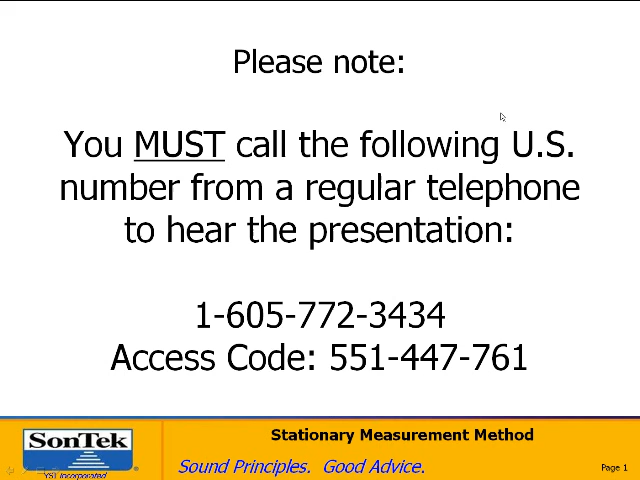 Please note:
You MUST call the following U.S.
number from a regular telephone
to hear the presentation:
1-605-772-3434
Access Code: 551-447-761
SonTek
YSI incorporated
Stationary Measurement Method
Sound Principles. Good Advice.
Page 1